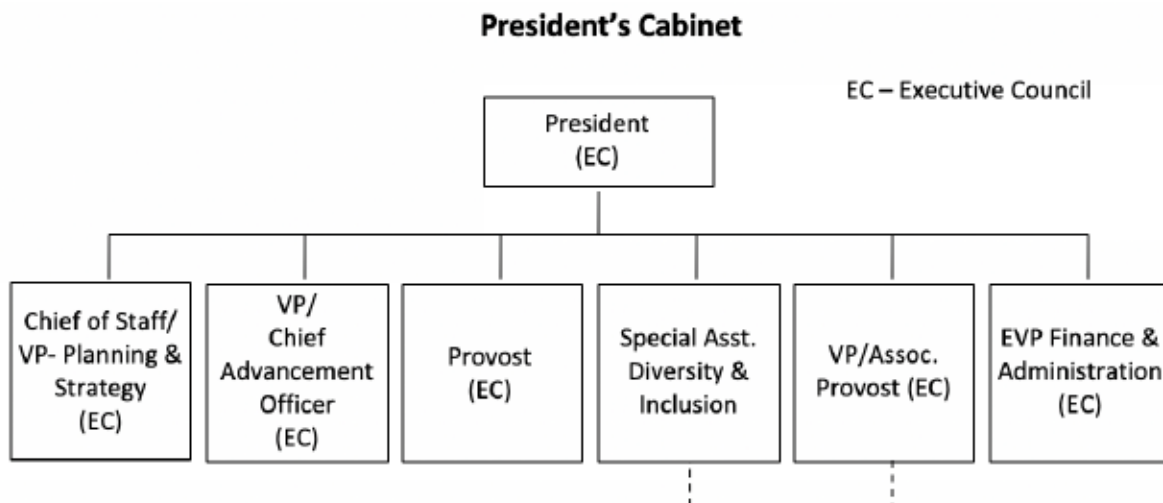 President's Cabinet
EC – Executive Council
President
(EC)
Chief of Staff/
VP- Planning &
Strategy
(EC)
VP/
Chief
Advancement
Officer
(EC)
Provost
(EC)
Special Asst.
Diversity &
Inclusion
VP/Assoc.
Provost (EC)
EVP Finance &
Administration
(EC)